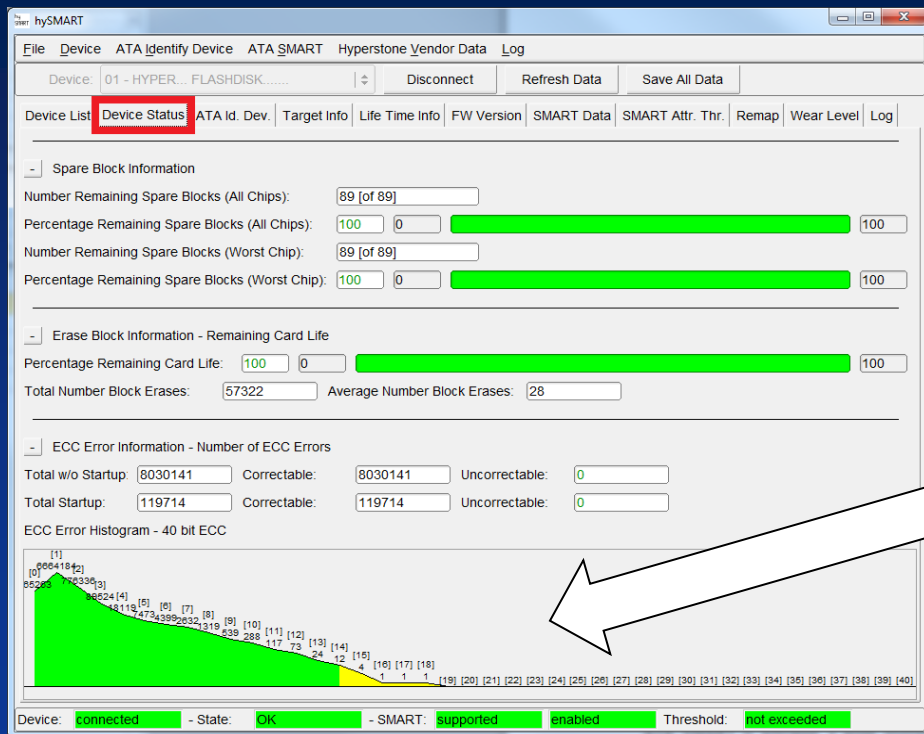 hy SMART hySMART
File Device ATA Identify Device ATA SMART Hyperstone Vendor Data Log
Device: 01 - HYPER... FLASHDISK....... Disconnect Refresh Data Save All Data
Device List Device Status ATA Id. Dev. Target Info Life Time Info FW Version SMART Data SMART Attr. Thr. Remap Wear Level Log
- Spare Block Information
Number Remaining Spare Blocks (All Chips): 89 [of 89]
Percentage Remaining Spare Blocks (All Chips): 100 0 100
Number Remaining Spare Blocks (Worst Chip): 89 [of 89]
Percentage Remaining Spare Blocks (Worst Chip): 100 0 100
- Erase Block Information - Remaining Card Life
Percentage Remaining Card Life: 100 0 100
Total Number Block Erases: 57322 Average Number Block Erases: 28
- ECC Error Information - Number of ECC Errors
Total w/o Startup: 8030141 Correctable: 8030141 Uncorrectable: 0
Total Startup: 119714 Correctable: 119714 Uncorrectable: 0
ECC Error Histogram - 40 bit ECC
[0] [1] [2] [3] [4] [5] [6] [7] [8] [9] [10] [11] [12] [13] [14] [15] [16] [17] [18] [19] [20] [21] [22] [23] [24] [25] [26] [27] [28] [29] [30] [31] [32] [33] [34] [35] [36] [37] [38] [39] [40]
6664184 776336 18119 7473 4399 2632 1319 539 288 117 73 24 12 4 1 1 1
Device: connected - State: OK - SMART: supported enabled Threshold: not exceeded